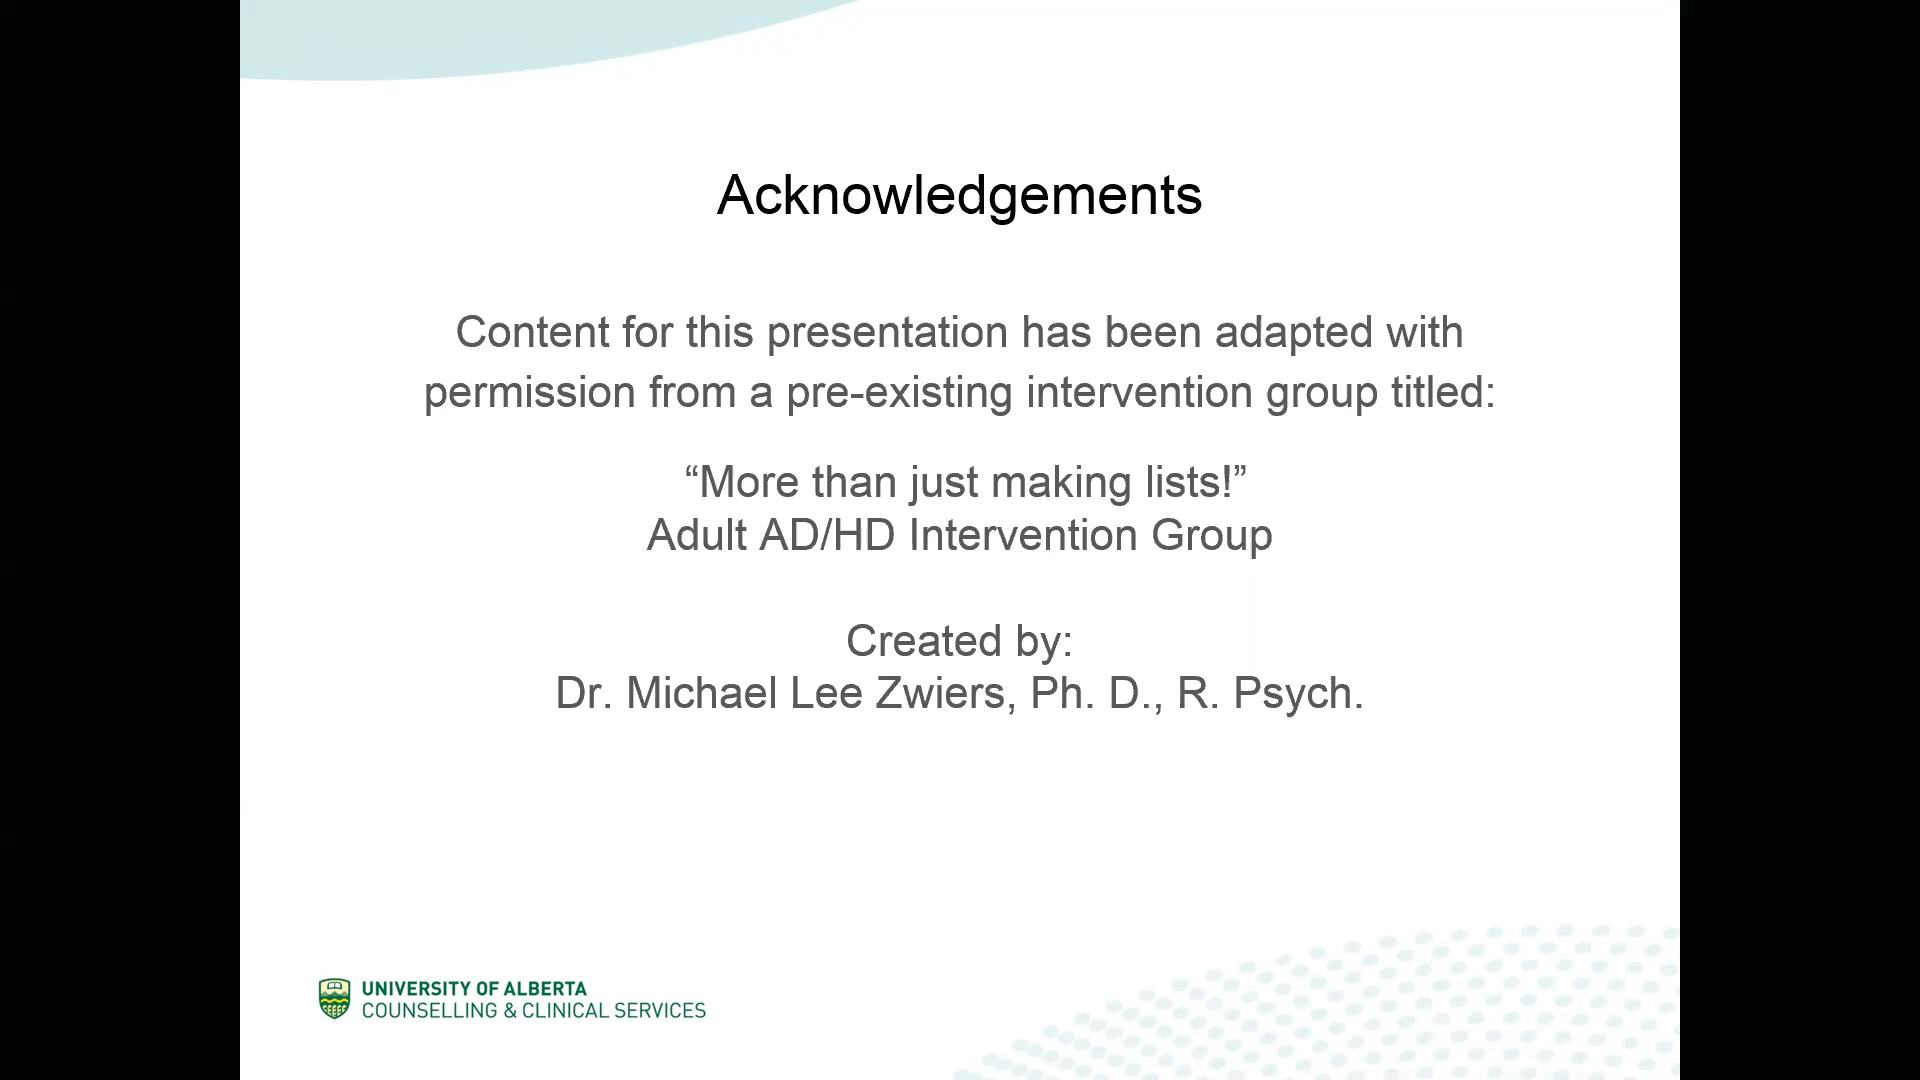 Acknowledgements
Content for this presentation has been adapted with
permission from a pre-existing intervention group titled:
“More than just making lists!”
Adult AD/HD Intervention Group
Created by:
Dr. Michael Lee Zwiers, Ph. D., R. Psych.
UNIVERSITY OF ALBERTA
COUNSELLING & CLINICAL SERVICES